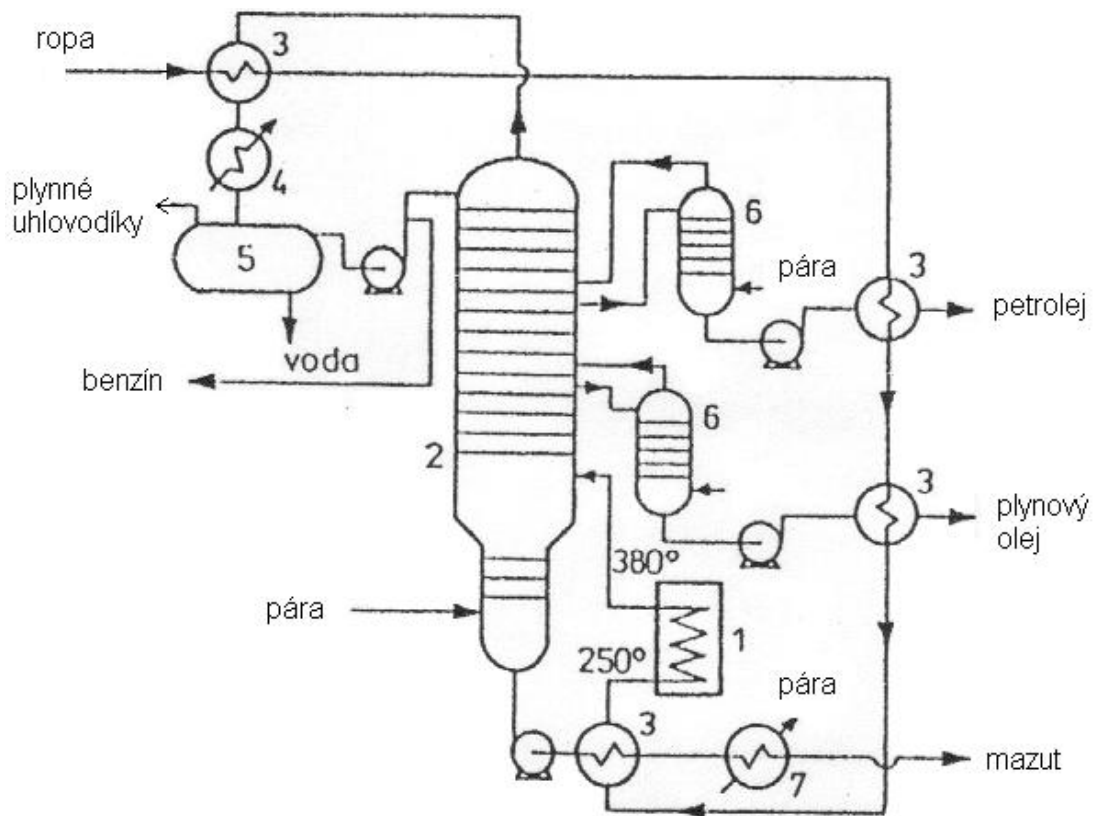 ropa
3
4
plynné
uhlovodíky
5
6
pára
3
petrolej
voda
benzín
2
6
3
plynový
olej
380°
pára
1
250°
pára
3
7
mazut